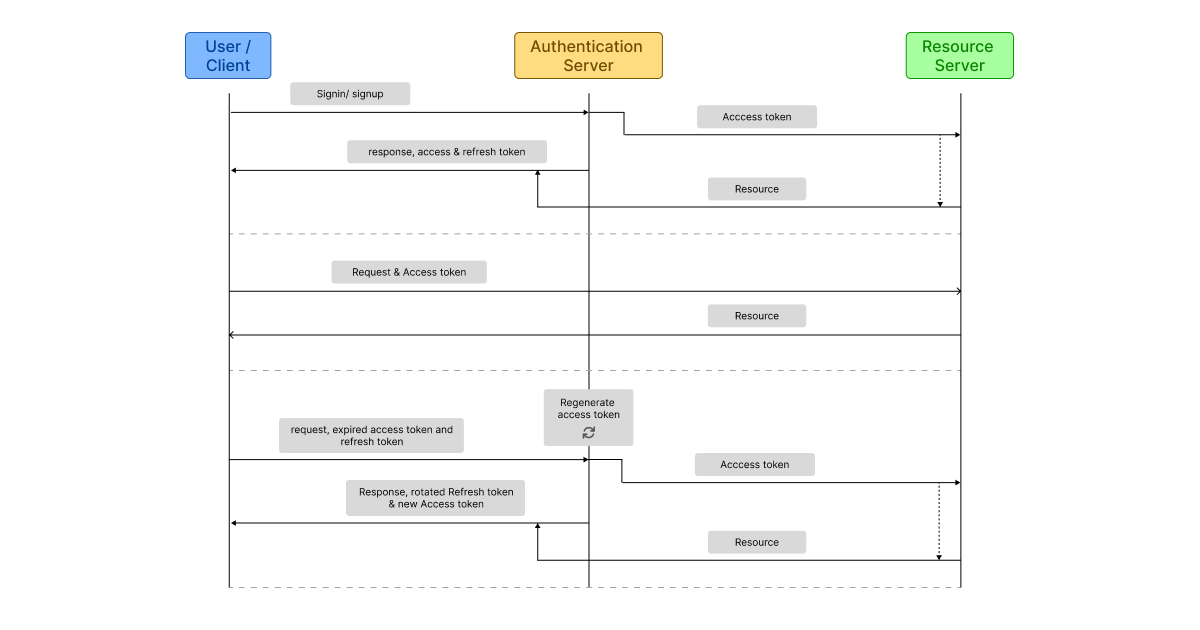 User /
Client
Authentication
Server
Resource
Server
Signin/ signup
Acccess token
response, access & refresh token
Resource
Request & Access token
Resource
Regenerate
access token
request, expired access token and
refresh token
Acccess token
Response, rotated Refresh token
& new Access token
Resource